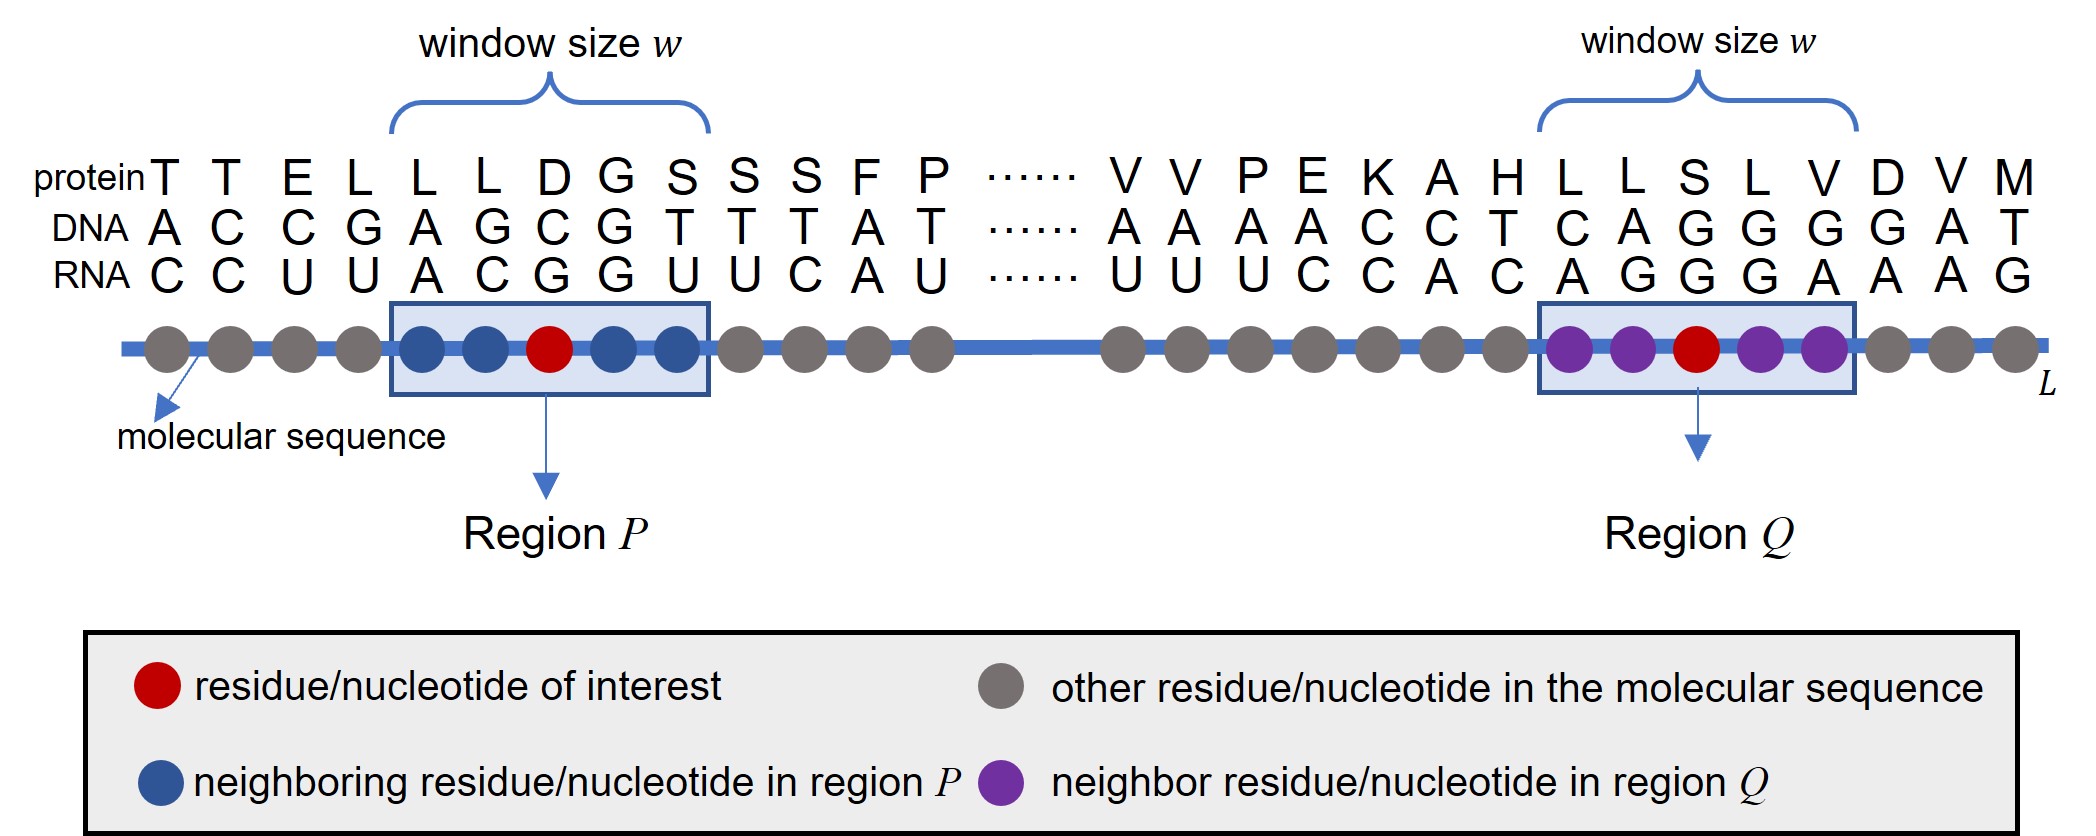 window size w window size w
protein T T E L L L D G S S S F P ...... V V P E K A H L L S L V D V M
DNA A C C G A G C G T T T A T ...... A A A A C C T C A G G G G A T
RNA C C U U A C G G U U C A U ...... U U U C C A C A G G G A A A G
L
molecular sequence
Region P Region Q
residue/nucleotide of interest other residue/nucleotide in the molecular sequence
neighboring residue/nucleotide in region P neighbor residue/nucleotide in region Q